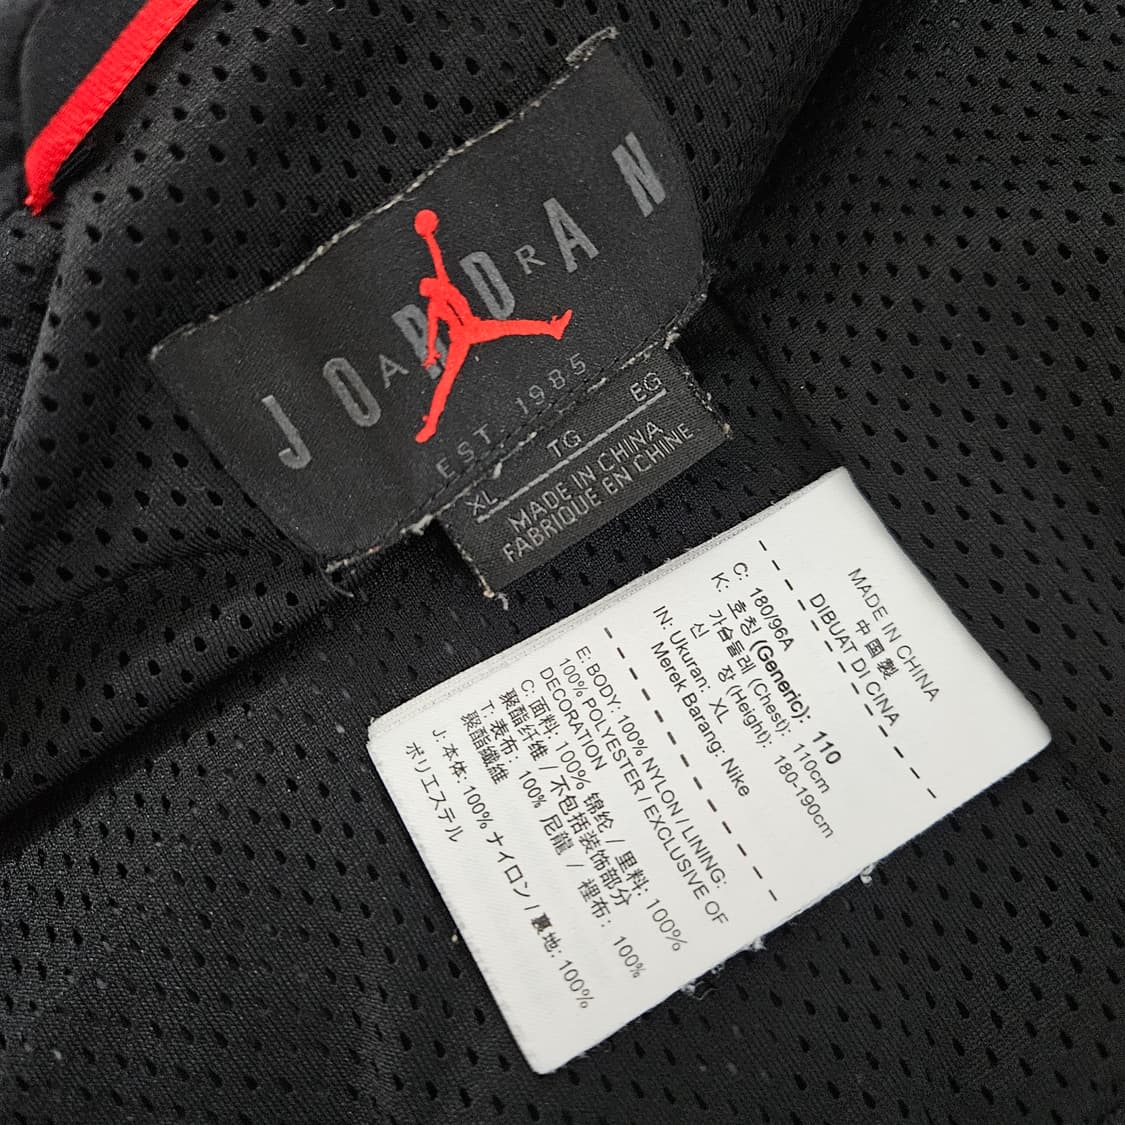 JOARDRAN
EST. 1985
XL TG EG
MADE IN CHINA
FABRIQUE EN CHINE
MADE IN CHINA
中國製
DIBUAT DI CINA
C: 180/96A
K: 호칭 (Generic): 110
가슴둘레 (Chest): 110cm
신 장 (Height): 180-190cm
IN: Ukuran: XL
Merek Barang: Nike
E: BODY: 100% NYLON / LINING:
100% POLYESTER / EXCLUSIVE OF
DECORATION
C: 面料: 100% 锦纶 / 里料: 100%
聚酯纤维 / 不包括装饰部分
T: 表布: 100% 尼龍 / 裡布: 100%
聚酯纖維
J: 本体: 100% ナイロン / 裏地: 100%
ポリエステル